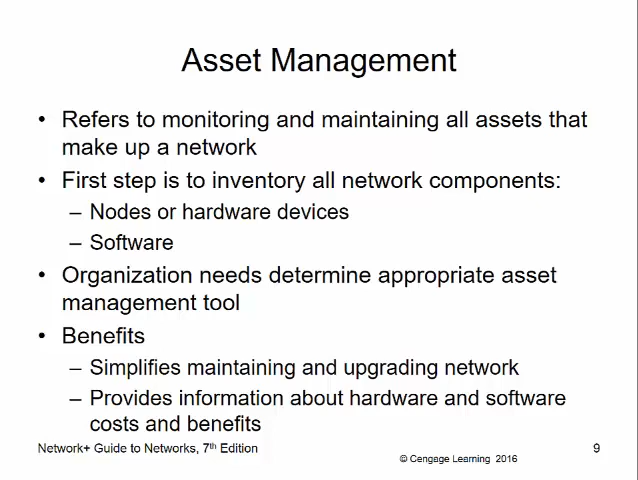 Asset Management
• Refers to monitoring and maintaining all assets that
make up a network
• First step is to inventory all network components:
– Nodes or hardware devices
– Software
• Organization needs determine appropriate asset
management tool
• Benefits
– Simplifies maintaining and upgrading network
– Provides information about hardware and software
costs and benefits
Network+ Guide to Networks, 7th Edition
© Cengage Learning 2016
9